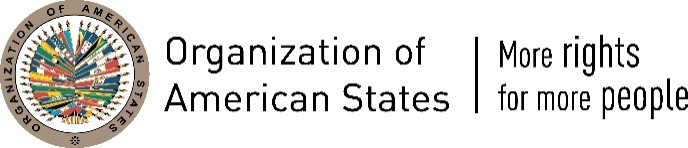 ORGANIZATION OF AMERICAN STATES
Organization of
American States
More rights
for more people